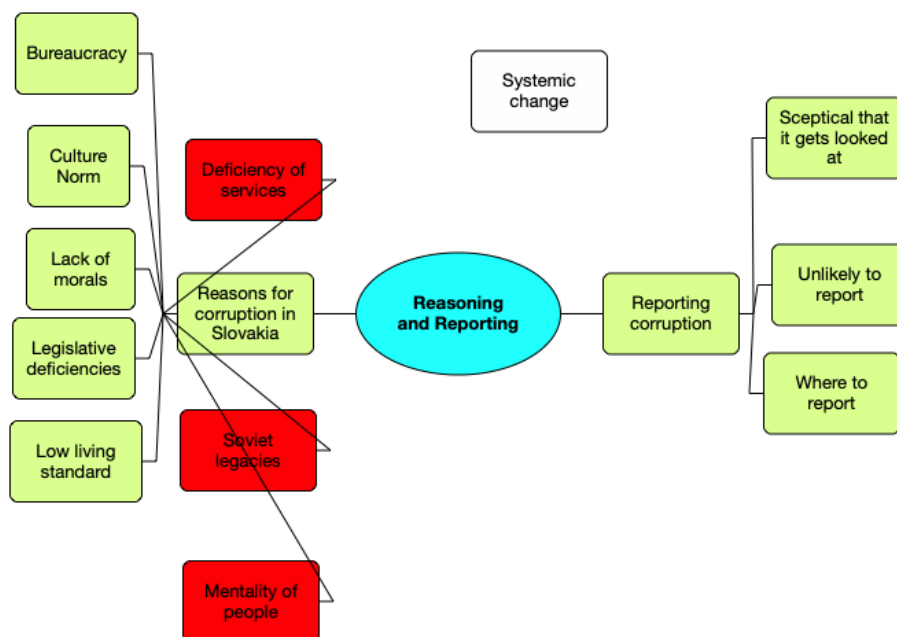 Bureaucracy
Systemic
change
Sceptical that
it gets looked
at
Culture
Norm
Deficiency of
services
Lack of
morals
Reasons for
corruption in
Slovakia
Reasoning
and Reporting
Reporting
corruption
Unlikely to
report
Legislative
deficiencies
Where to
report
Low living
standard
Soviet
legacies
Mentality of
people